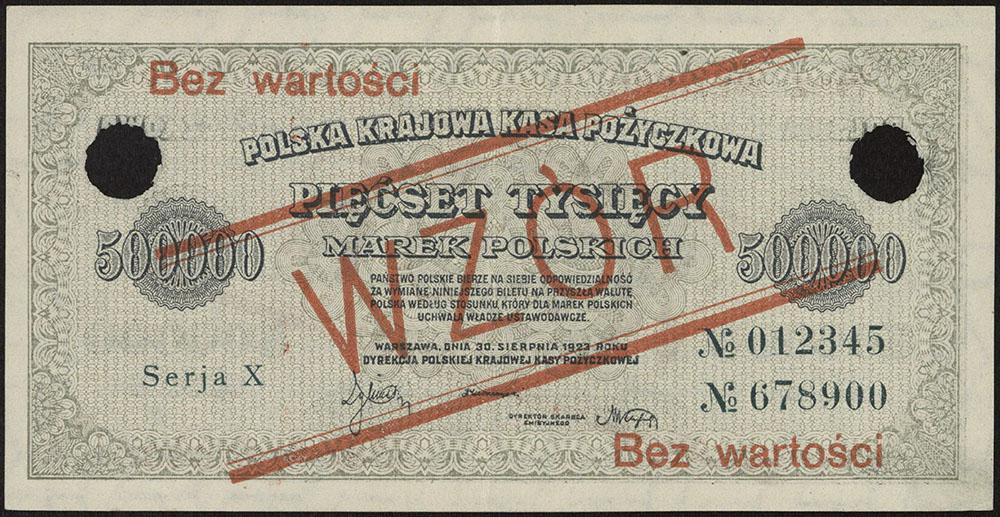 Bez wartości
POLSKA KRAJOWA KASA POŻYCZKOWA
PIĘĆSET TYSIĘCY
MAREK POLSKICH
500000
500000
WZÓR
PAŃSTWO POLSKIE BIERZE NA SIEBIE ODPOWIEDZIALNOŚĆ
ZA WYMIANĘ NINIEJSZEGO BILETU NA PRZYSZŁĄ WALUTĘ
POLSKĄ WEDŁUG STOSUNKU, KTÓRY DLA MAREK POLSKICH
UCHWALĄ WŁADZE USTAWODAWCZE.
WARSZAWA, DNIA 30. SIERPNIA 1923 ROKU
DYREKCJA POLSKIEJ KRAJOWEJ KASY POŻYCZKOWEJ
№ 012345
Serja X
№ 678900
DYREKTOR SKARBCA
EMISYJNEGO
Bez wartości